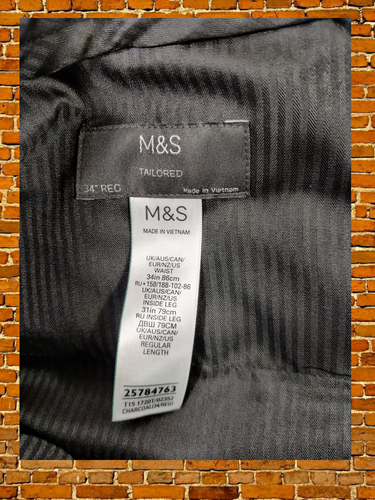 M&S
TAILORED
34" REG
Made in Vietnam
M&S
MADE IN VIETNAM
UK/AUS/CAN/
EUR/NZ/US
WAIST
34in 86cm
RU • 158/188-102-86
UK/AUS/CAN/
EUR/NZ/US
INSIDE LEG
31in 79cm
RU INSIDE LEG
ДВШ 79CM
UK/AUS/CAN/
EUR/NZ/US
REGULAR
LENGTH
25784763